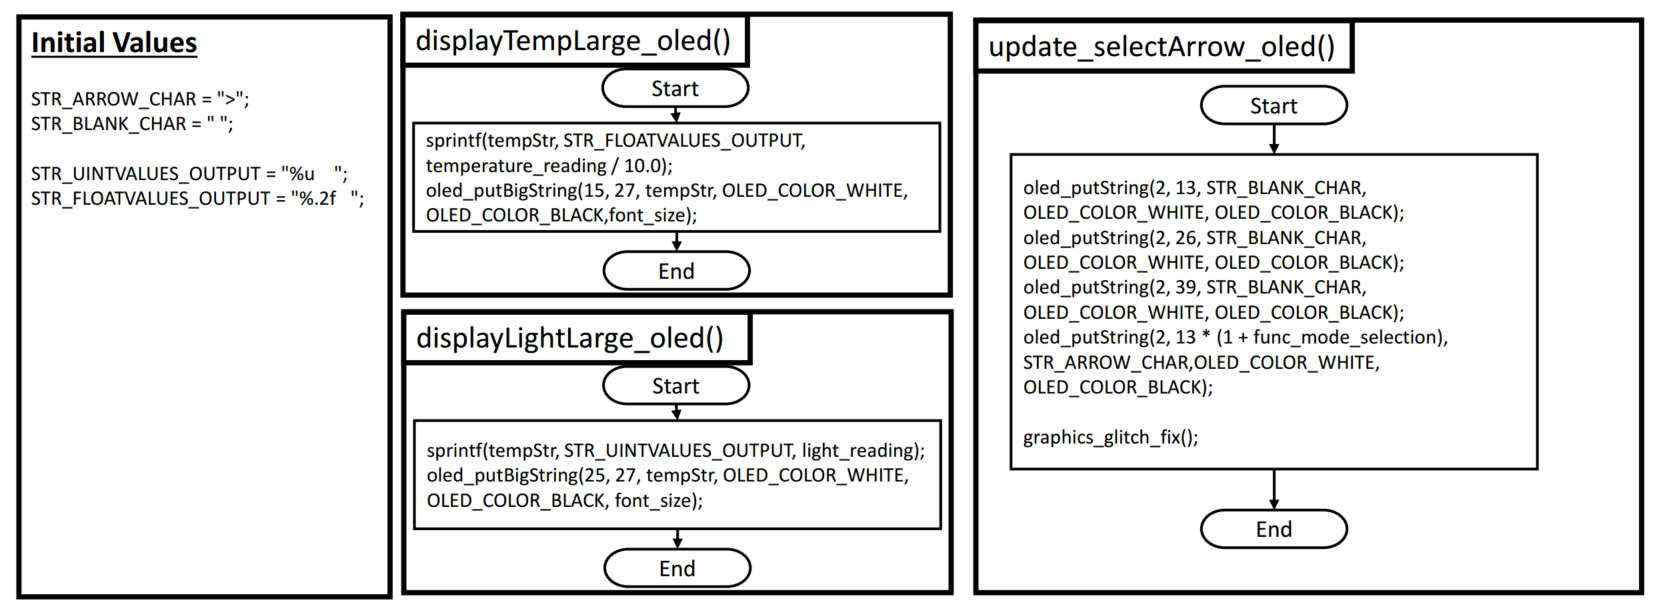 Initial Values
STR_ARROW_CHAR = ">";
STR_BLANK_CHAR = " ";
STR_UINTVALUES_OUTPUT = "%u    ";
STR_FLOATVALUES_OUTPUT = "%.2f   ";
displayTempLarge_oled()
Start
sprintf(tempStr, STR_FLOATVALUES_OUTPUT,
temperature_reading / 10.0);
oled_putBigString(15, 27, tempStr, OLED_COLOR_WHITE,
OLED_COLOR_BLACK,font_size);
End
displayLightLarge_oled()
Start
sprintf(tempStr, STR_UINTVALUES_OUTPUT, light_reading);
oled_putBigString(25, 27, tempStr, OLED_COLOR_WHITE,
OLED_COLOR_BLACK, font_size);
End
update_selectArrow_oled()
Start
oled_putString(2, 13, STR_BLANK_CHAR,
OLED_COLOR_WHITE, OLED_COLOR_BLACK);
oled_putString(2, 26, STR_BLANK_CHAR,
OLED_COLOR_WHITE, OLED_COLOR_BLACK);
oled_putString(2, 39, STR_BLANK_CHAR,
OLED_COLOR_WHITE, OLED_COLOR_BLACK);
oled_putString(2, 13 * (1 + func_mode_selection),
STR_ARROW_CHAR,OLED_COLOR_WHITE,
OLED_COLOR_BLACK);
graphics_glitch_fix();
End